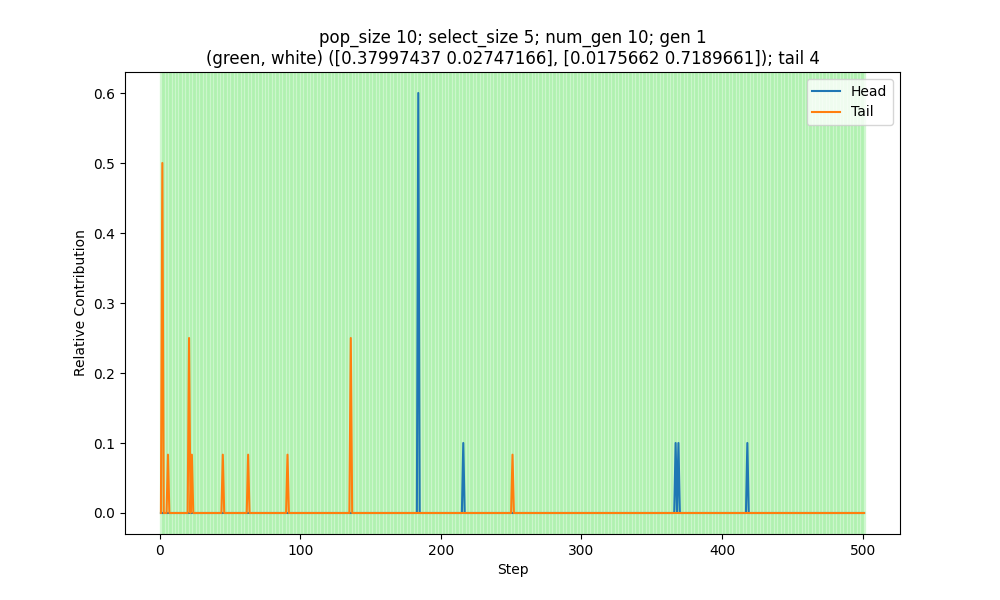 pop_size 10; select_size 5; num_gen 10; gen 1
(green, white) ([0.37997437 0.02747166], [0.0175662 0.7189661]); tail 4
Head
Tail
Relative Contribution
0.6
0.5
0.4
0.3
0.2
0.1
0.0
0 100 200 300 400 500
Step